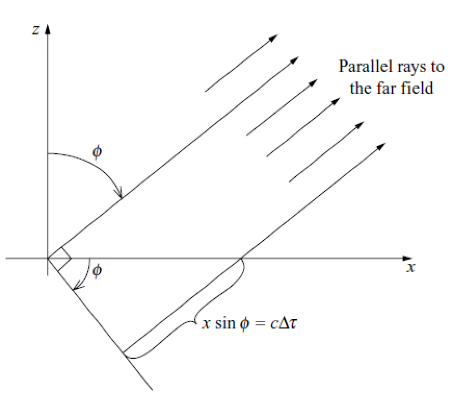 z
Parallel rays to
the far field
ϕ
x
ϕ
x sin ϕ = cΔτ